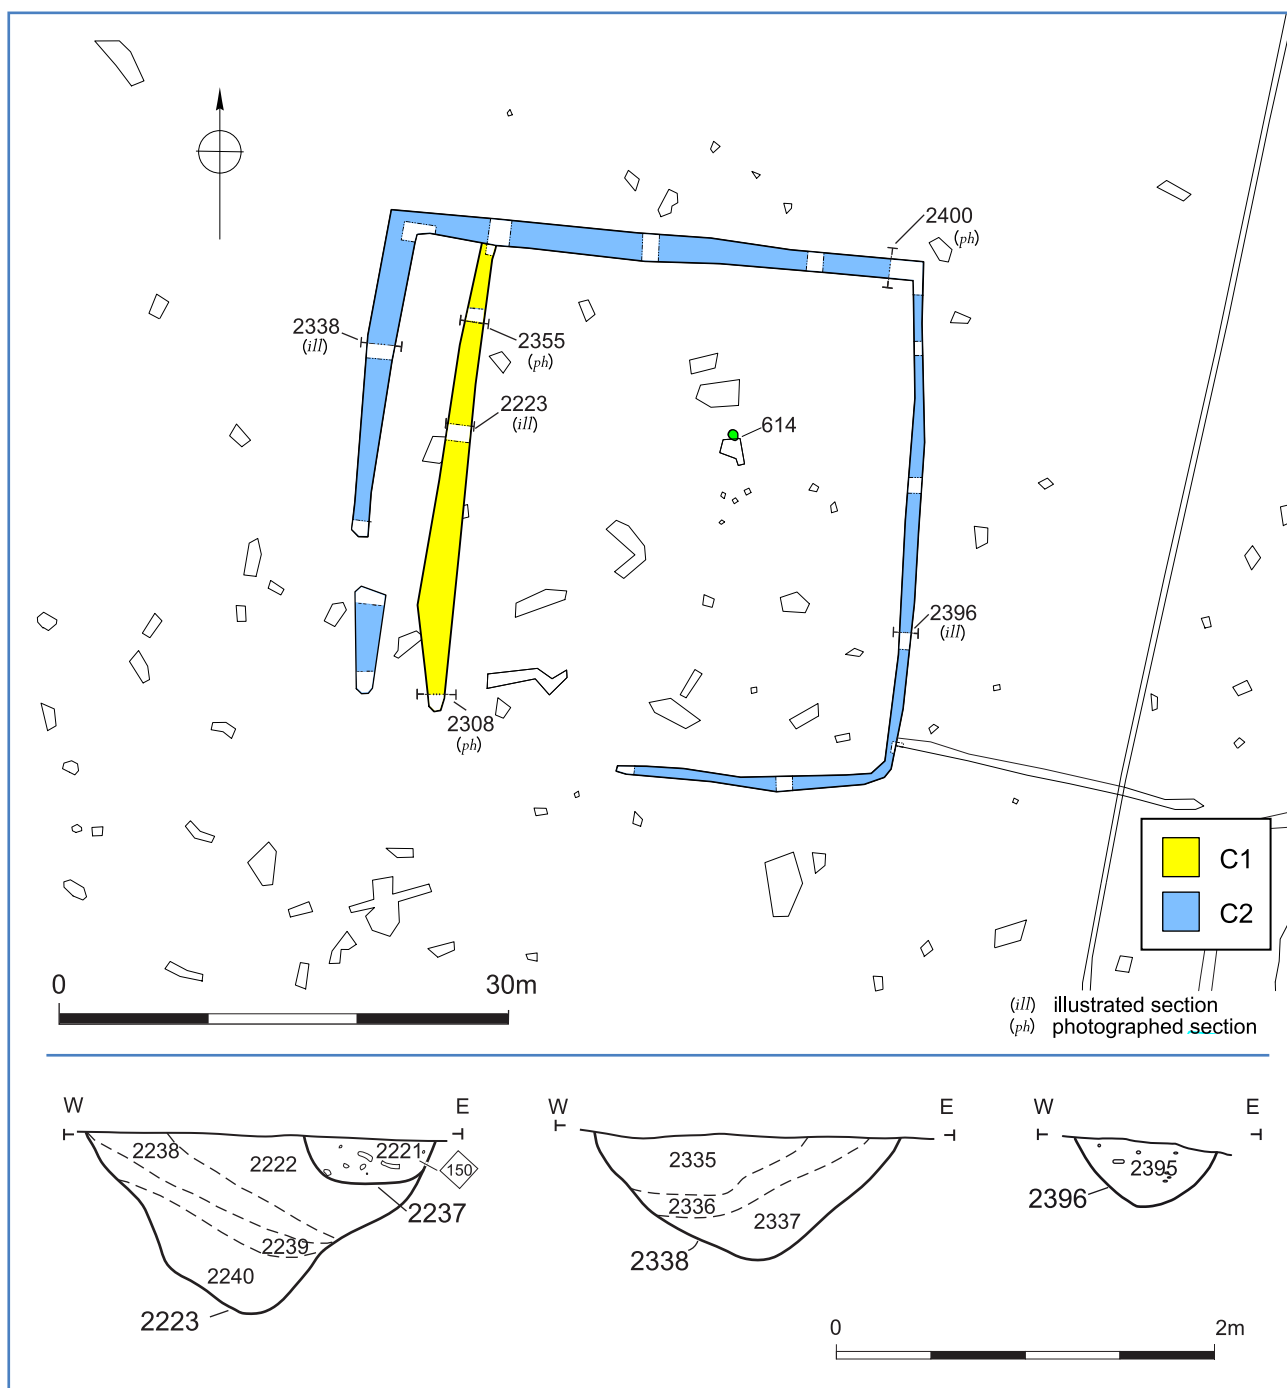 2400
(ph)
2338
(ill)
2355
(ph)
2223
(ill)
614
2396
(ill)
2308
(ph)
C1
C2
0 30m
(ill) illustrated section
(ph) photographed section
W E
2238
2222
2221
150
2237
2239
2240
2223
W E
2335
2336
2337
2338
W E
2395
2396
0 2m